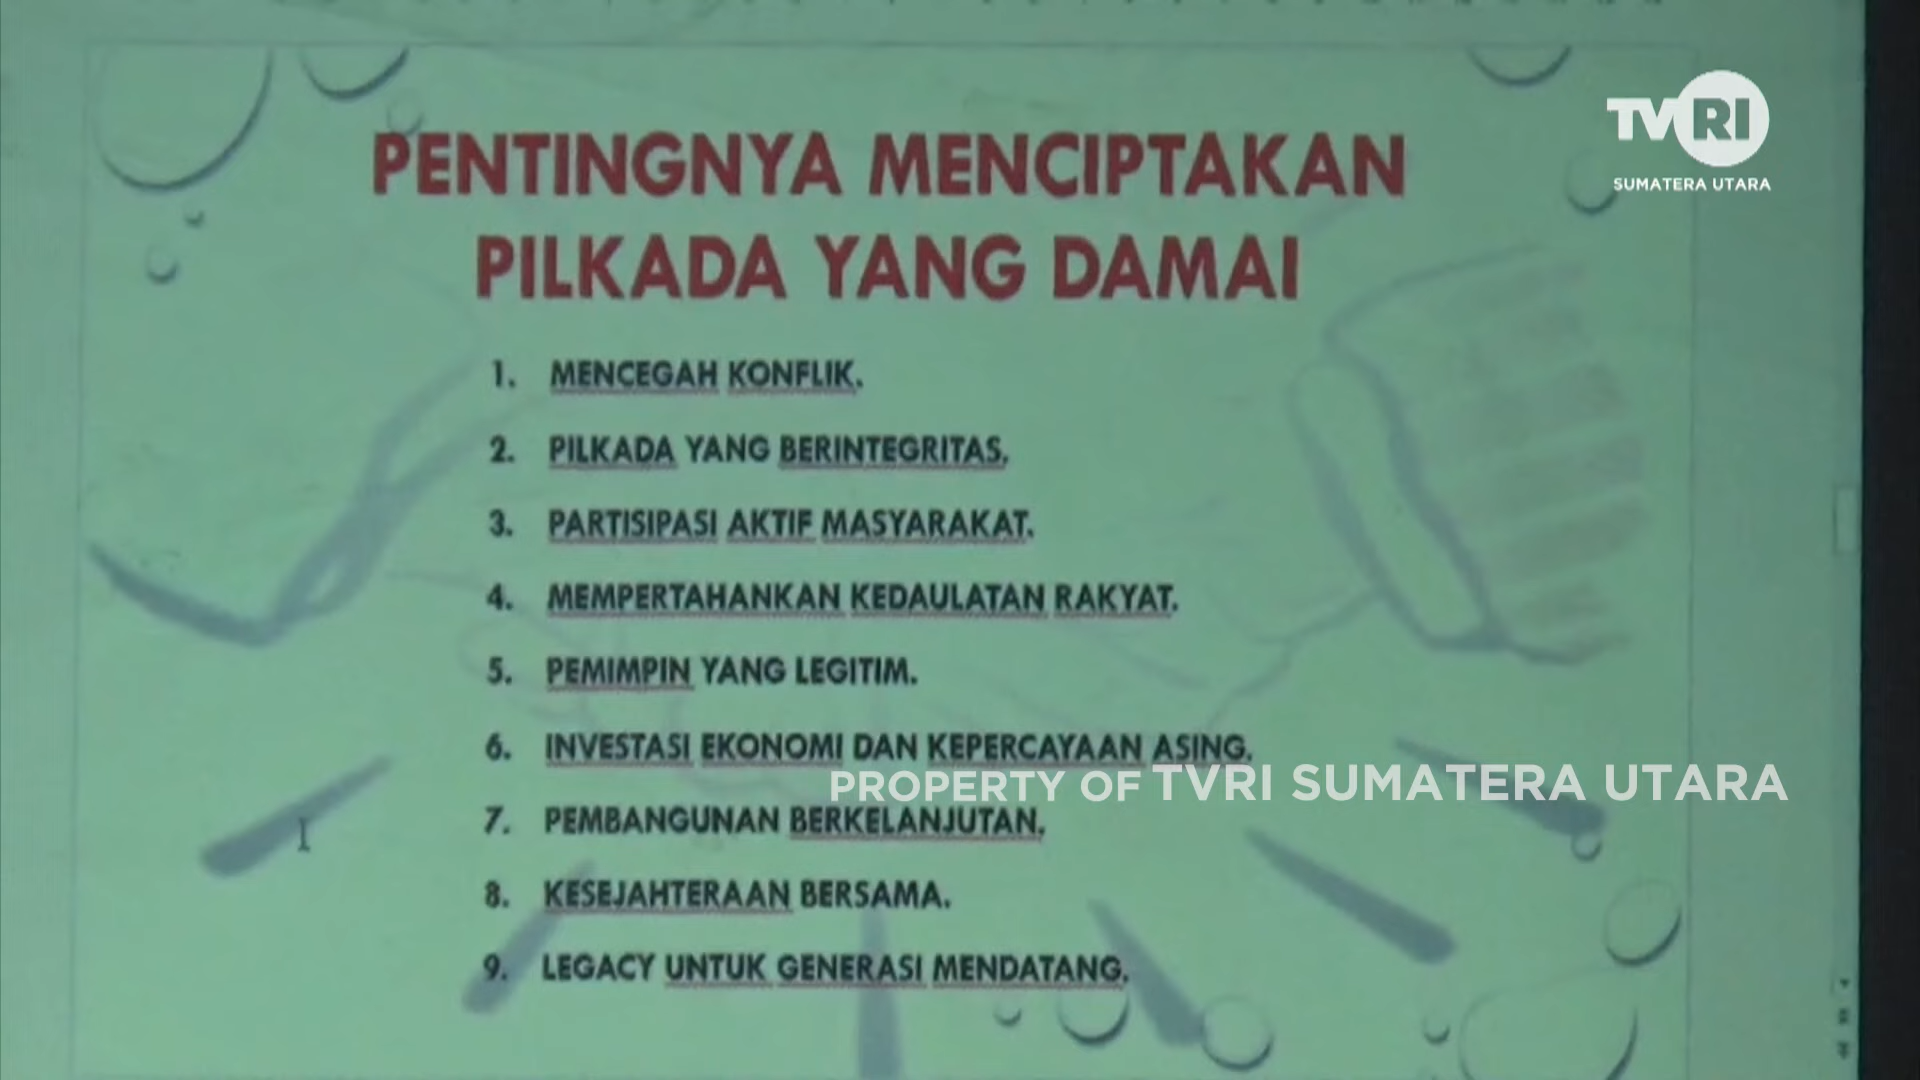 TVRI
SUMATERA UTARA
PENTINGNYA MENCIPTAKAN
PILKADA YANG DAMAI
1. MENCEGAH KONFLIK.
2. PILKADA YANG BERINTEGRITAS.
3. PARTISIPASI AKTIF MASYARAKAT.
4. MEMPERTAHANKAN KEDAULATAN RAKYAT.
5. PEMIMPIN YANG LEGITIM.
6. INVESTASI EKONOMI DAN KEPERCAYAAN ASING.
PROPERTY OF TVRI SUMATERA UTARA
7. PEMBANGUNAN BERKELANJUTAN.
8. KESEJAHTERAAN BERSAMA.
9. LEGACY UNTUK GENERASI MENDATANG.